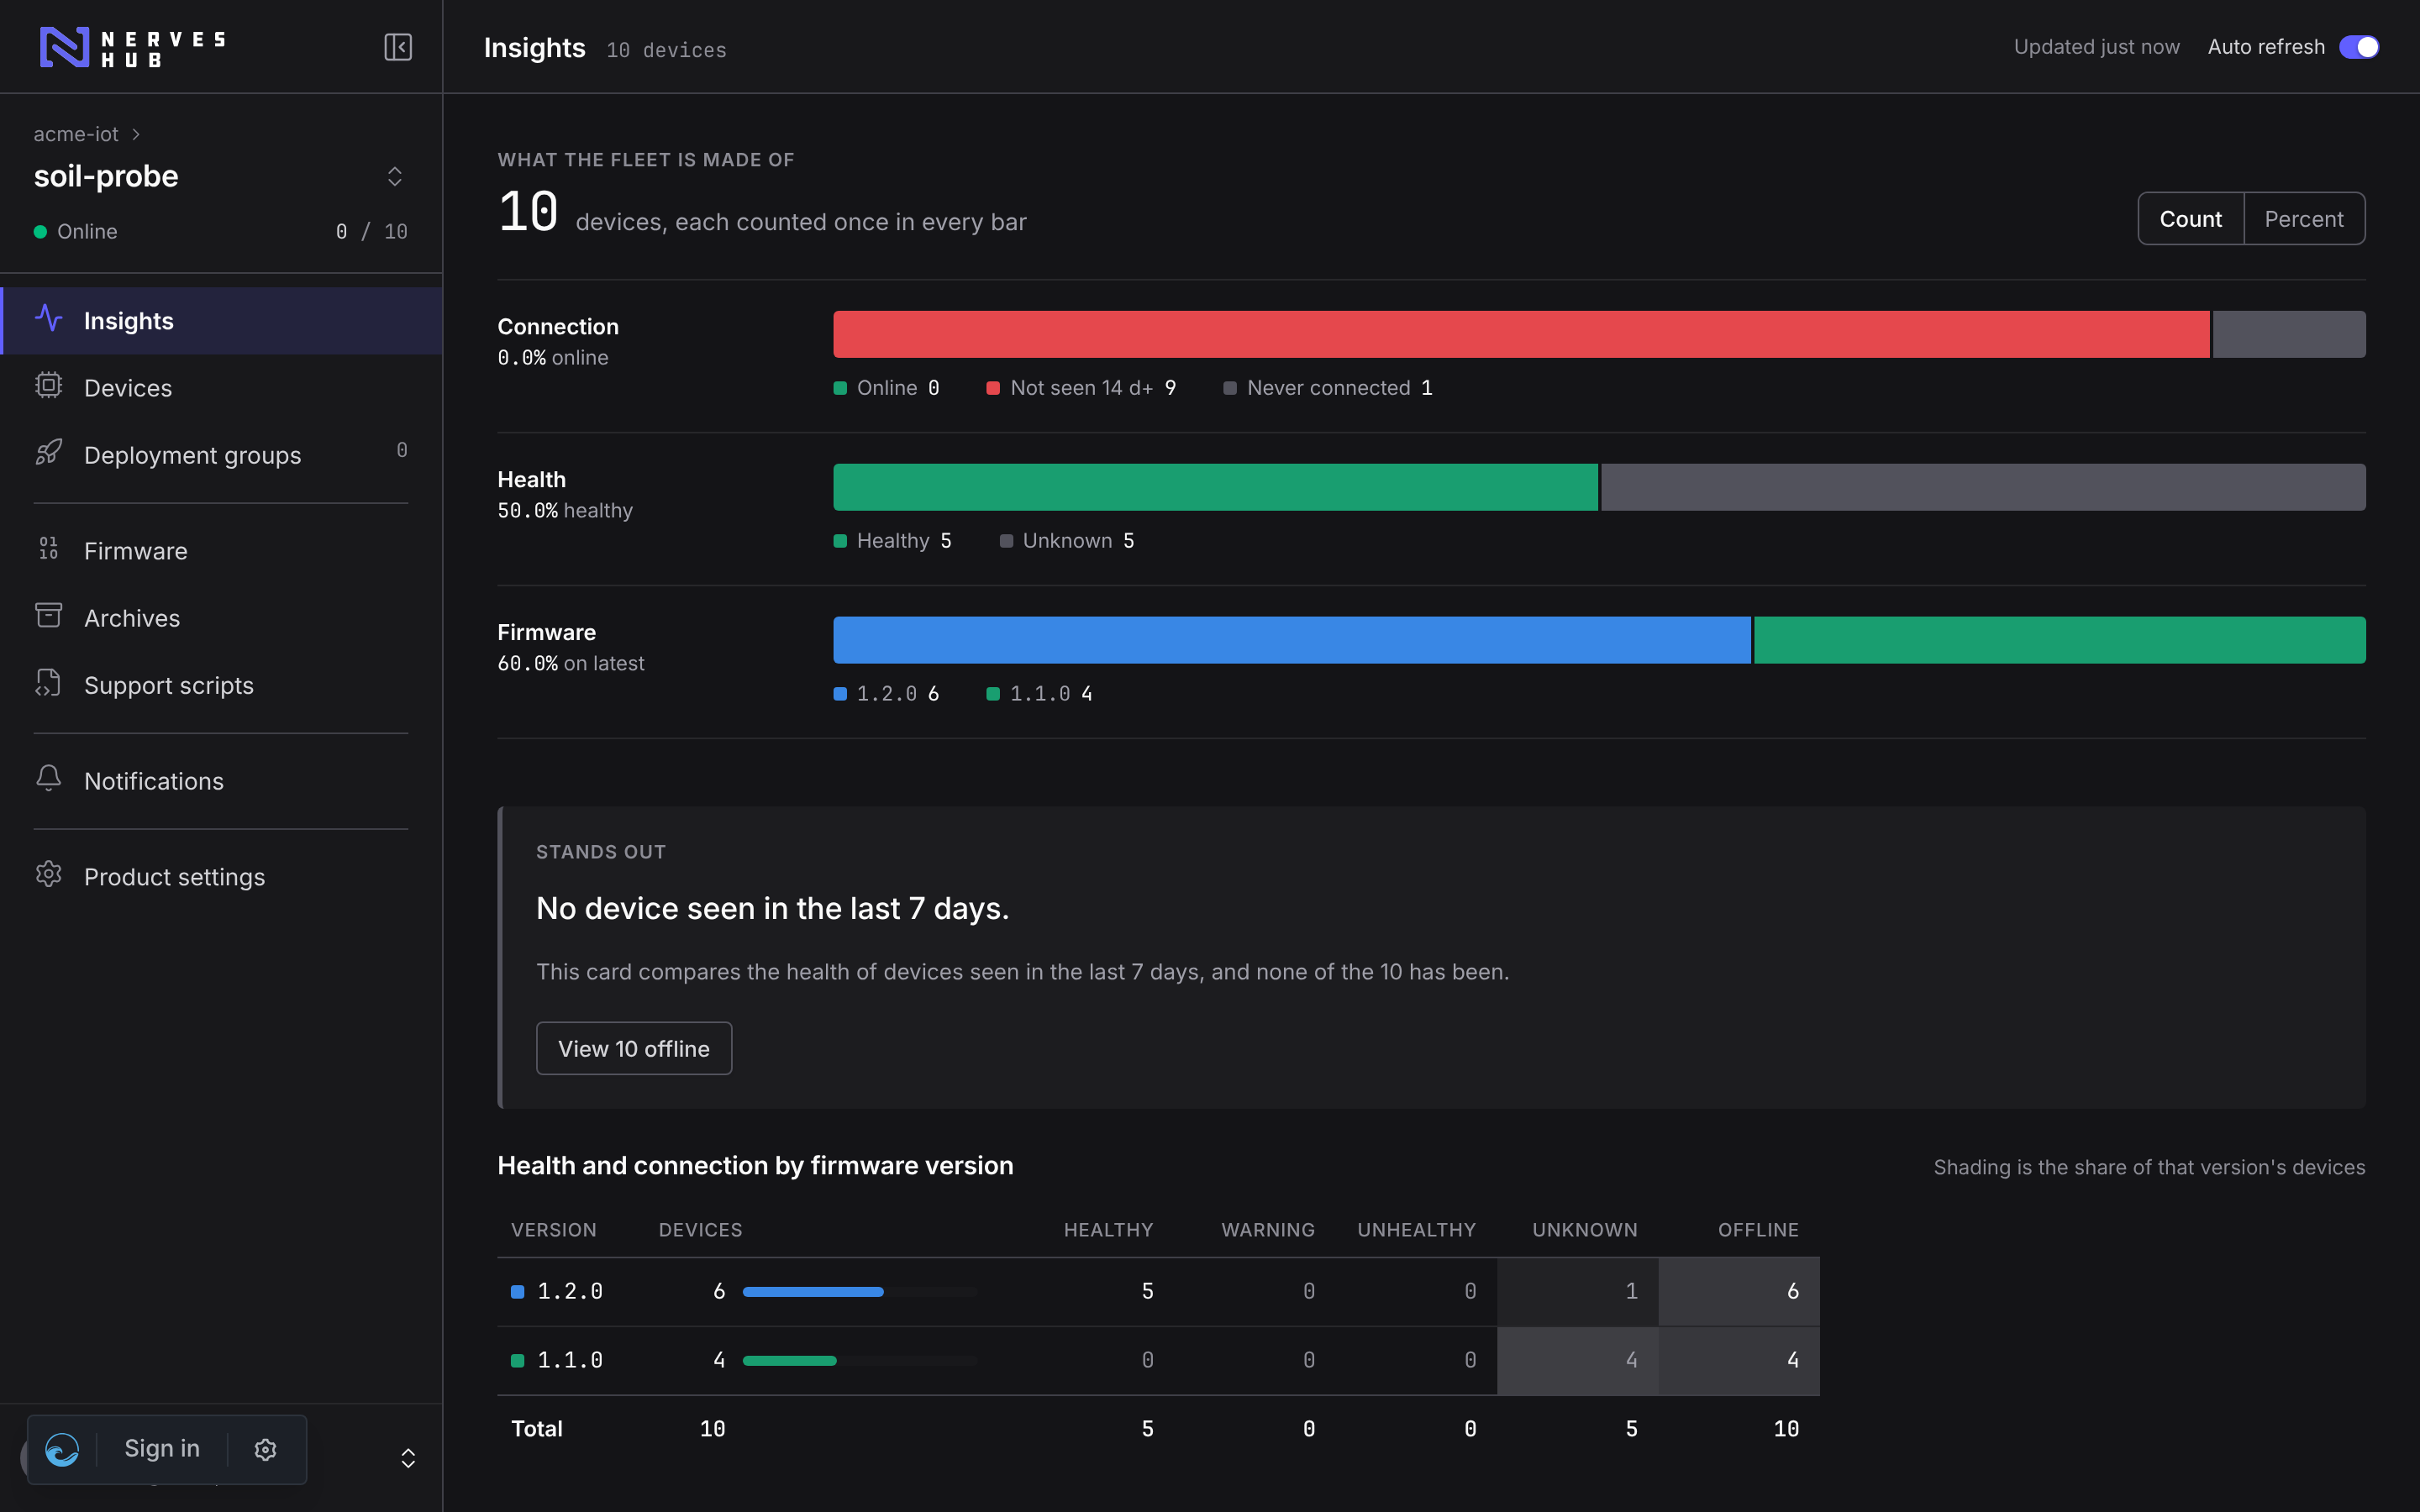 NERVES
HUB
acme-iot
soil-probe
Online 0 / 10
Insights
Devices
Deployment groups 0
Firmware
Archives
Support scripts
Notifications
Product settings
Sign in
Insights 10 devices
Updated just now Auto refresh
WHAT THE FLEET IS MADE OF
10 devices, each counted once in every bar
Count Percent
Connection
0.0% online
Online 0 Not seen 14 d+ 9 Never connected 1
Health
50.0% healthy
Healthy 5 Unknown 5
Firmware
60.0% on latest
1.2.0 6 1.1.0 4
STANDS OUT
No device seen in the last 7 days.
This card compares the health of devices seen in the last 7 days, and none of the 10 has been.
View 10 offline
Health and connection by firmware version Shading is the share of that version's devices
VERSION DEVICES HEALTHY WARNING UNHEALTHY UNKNOWN OFFLINE
1.2.0 6 5 0 0 1 6
1.1.0 4 0 0 0 4 4
Total 10 5 0 0 5 10